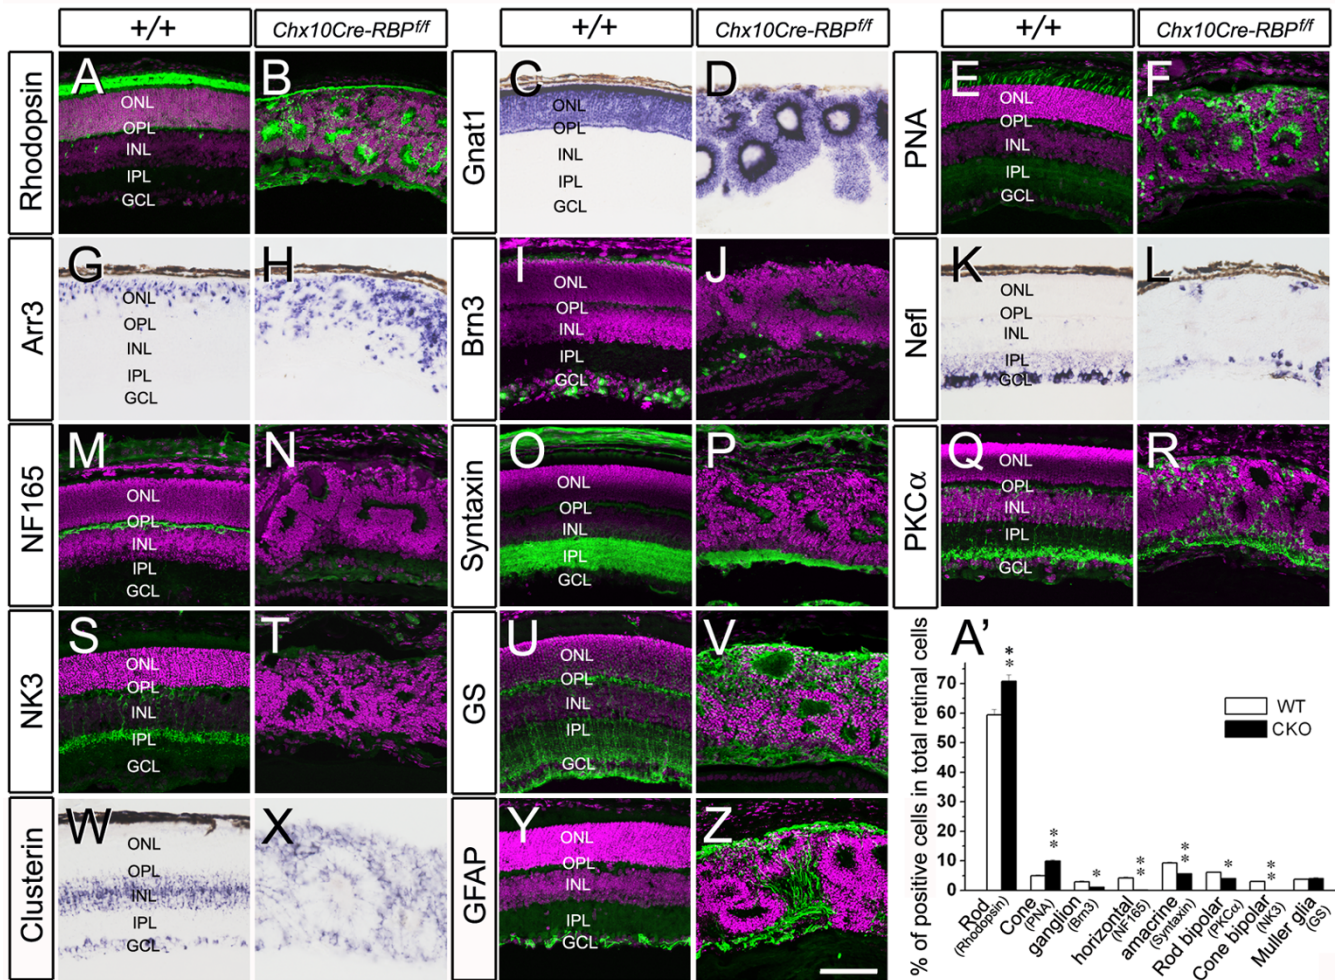 +/+ Chx10Cre-RBPf/f +/+ Chx10Cre-RBPf/f +/+ Chx10Cre-RBPf/f
Rhodopsin
A
ONL
OPL
INL
IPL
GCL
B
Gnat1
C
ONL
OPL
INL
IPL
GCL
D
PNA
E
ONL
OPL
INL
IPL
GCL
F
Arr3
G
ONL
OPL
INL
IPL
GCL
H
Brn3
I
ONL
OPL
INL
IPL
GCL
J
Nefl
K
ONL
OPL
INL
IPL
GCL
L
NF165
M
ONL
OPL
INL
IPL
GCL
N
Syntaxin
O
ONL
OPL
INL
IPL
GCL
P
PKCα
Q
ONL
OPL
INL
IPL
GCL
R
NK3
S
ONL
OPL
INL
IPL
GCL
T
GS
U
ONL
OPL
INL
IPL
GCL
V
Clusterin
W
ONL
OPL
INL
IPL
GCL
X
GFAP
Y
ONL
OPL
INL
IPL
GCL
Z
A'
% of positive cells in total retinal cells
70
60
50
40
30
20
10
0
WT
CKO
**
**
*
**
**
*
**
Rod
(Rhodopsin)
Cone
(PNA)
ganglion
(Brn3)
horizontal
(NF165)
amacrine
(Syntaxin)
Rod bipolar
(PKCα)
Cone bipolar
(NK3)
Muller glia
(GS)